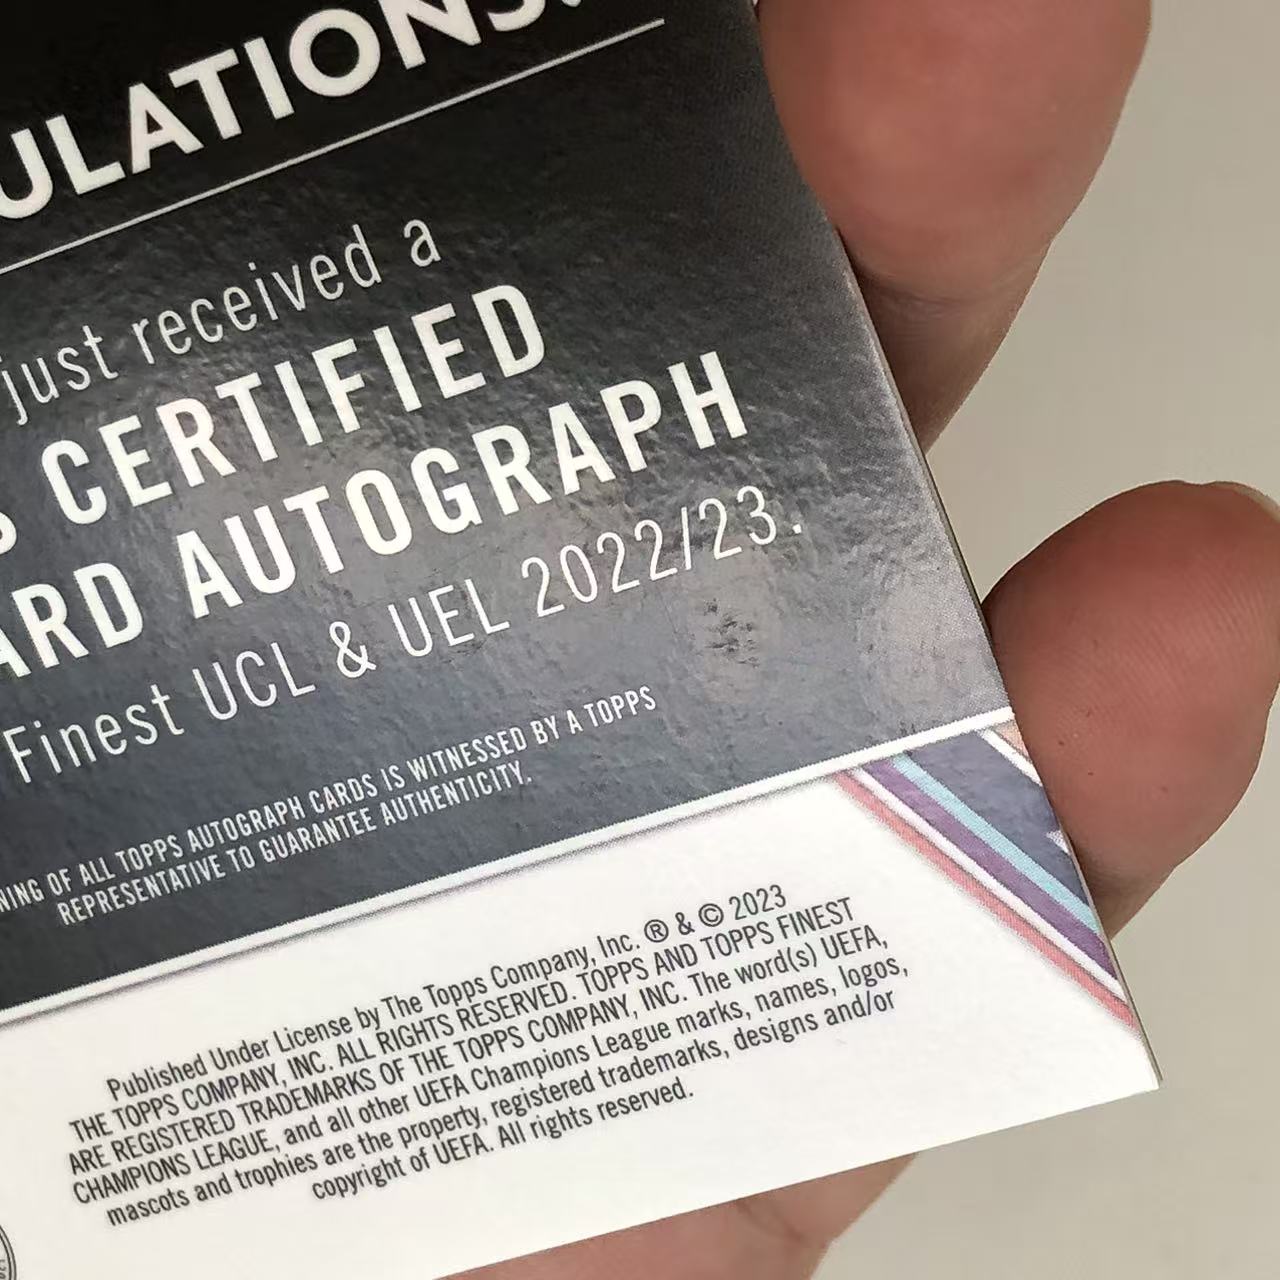 ULATIONS!
just received a
S CERTIFIED
ARD AUTOGRAPH
Finest UCL & UEL 2022/23.
NING OF ALL TOPPS AUTOGRAPH CARDS IS WITNESSED BY A TOPPS
REPRESENTATIVE TO GUARANTEE AUTHENTICITY.
Published Under License by The Topps Company, Inc. ® & © 2023
THE TOPPS COMPANY, INC. ALL RIGHTS RESERVED. TOPPS AND TOPPS FINEST
ARE REGISTERED TRADEMARKS OF THE TOPPS COMPANY, INC. The word(s) UEFA,
CHAMPIONS LEAGUE, and all other UEFA Champions League marks, names, logos,
mascots and trophies are the property, registered trademarks, designs and/or
copyright of UEFA. All rights reserved.